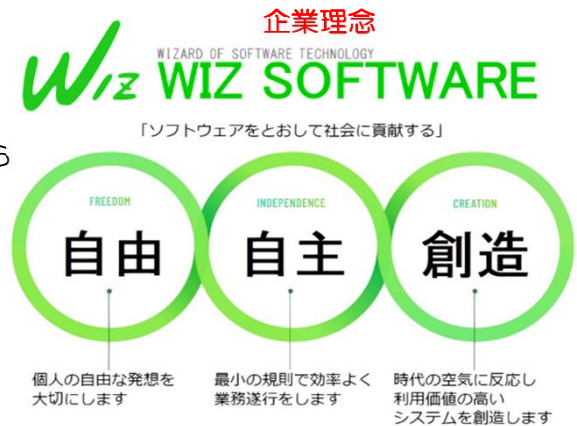 企業理念
Wiz
WIZARD OF SOFTWARE TECHNOLOGY
WIZ SOFTWARE
「ソフトウェアをとおして社会に貢献する」
ら
FREEDOM
自由
個人の自由な発想を
大切にします
INDEPENDENCE
自主
最小の規則で効率よく
業務遂行をします
CREATION
創造
時代の空気に反応し
利用価値の高い
システムを創造します